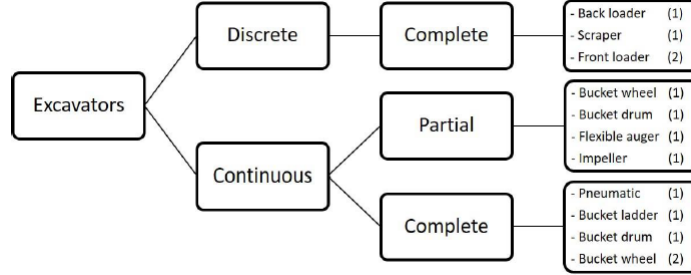 Excavators
Discrete
Complete
- Back loader (1)
- Scraper (1)
- Front loader (2)
Continuous
Partial
- Bucket wheel (1)
- Bucket drum (1)
- Flexible auger (1)
- Impeller (1)
Complete
- Pneumatic (1)
- Bucket ladder (1)
- Bucket drum (1)
- Bucket wheel (2)